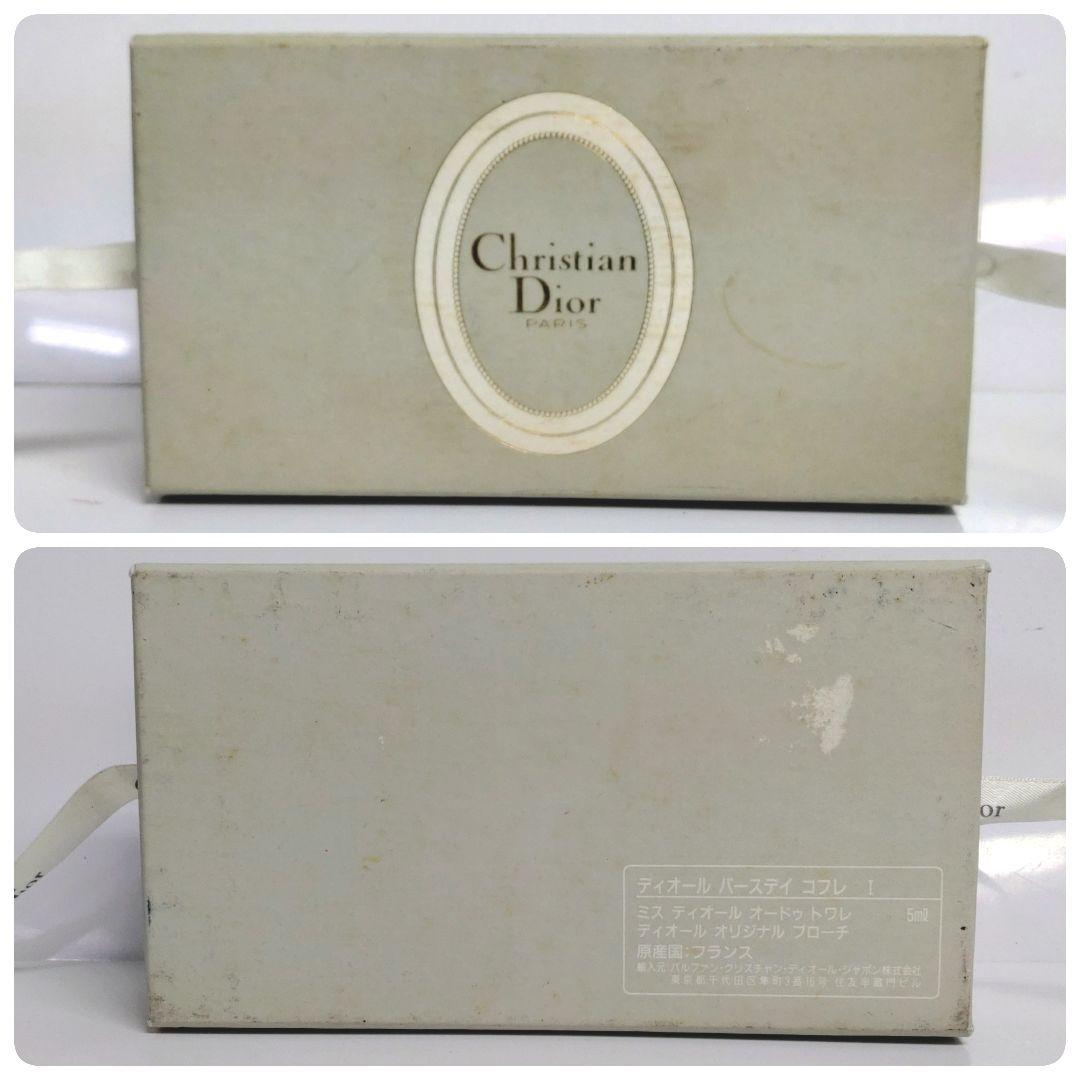 Christian
Dior
PARIS
ior
or
ディオール バースデイ コフレ I
ミス ディオール オードゥ トワレ 5ml
ディオール オリジナル ブローチ
原産国:フランス
輸入元:パルファン・クリスチャン・ディオール・ジャポン株式会社
東京都千代田区隼町3番16号 住友半蔵門ビル